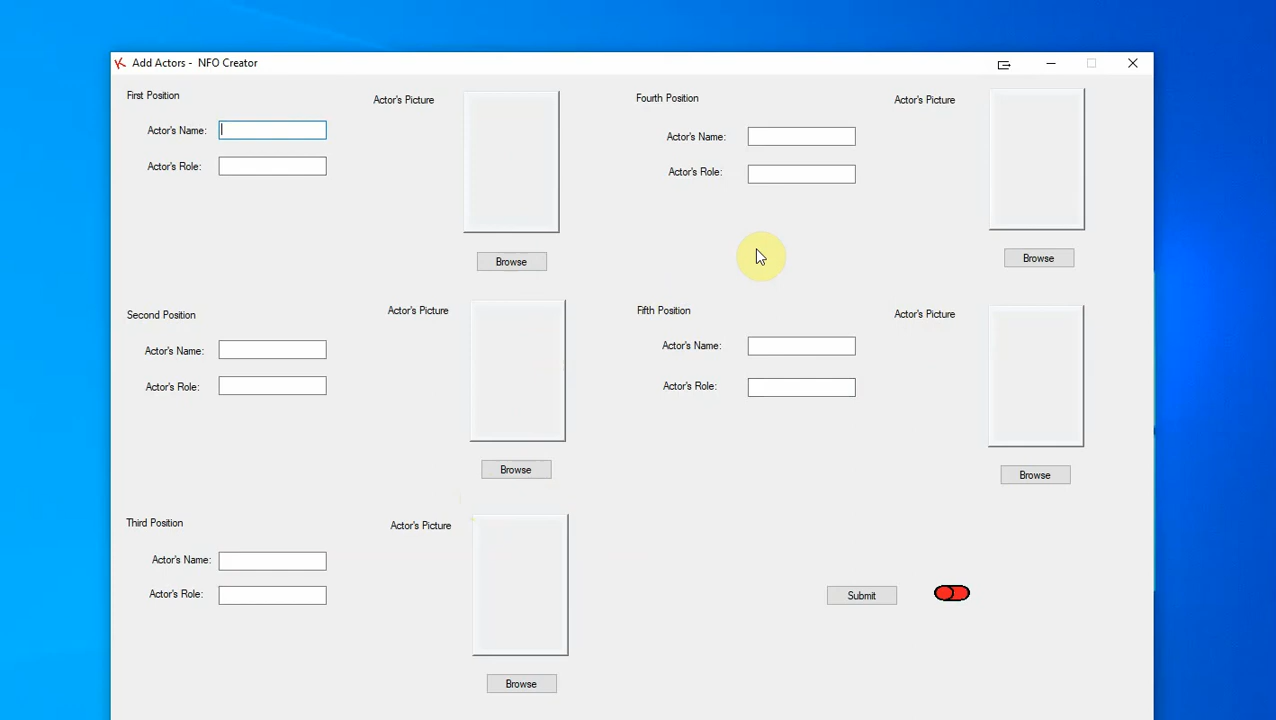 Add Actors - NFO Creator
First Position
Actor's Name:
Actor's Role:
Actor's Picture
Browse
Second Position
Actor's Name:
Actor's Role:
Actor's Picture
Browse
Third Position
Actor's Name:
Actor's Role:
Actor's Picture
Browse
Fourth Position
Actor's Name:
Actor's Role:
Actor's Picture
Browse
Fifth Position
Actor's Name:
Actor's Role:
Actor's Picture
Browse
Submit